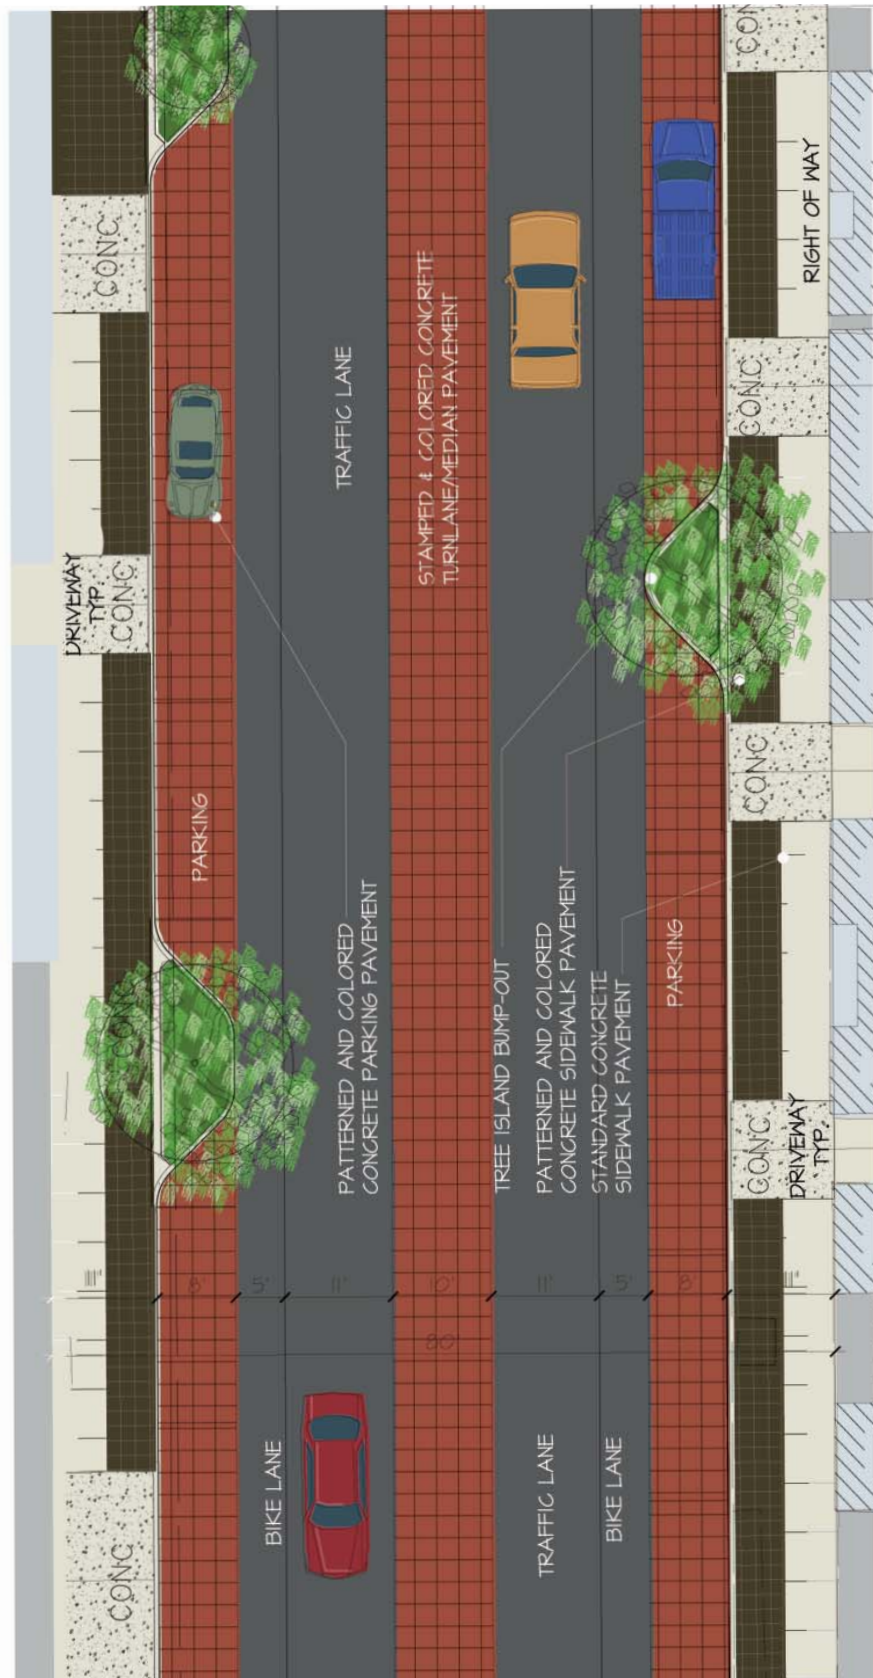 CONC
CONC
RIGHT OF WAY
TRAFFIC LANE
STAMPED & COLORED CONCRETE
TURNLANE/MEDIAN PAVEMENT
CONC
DRIVEWAY
TYP.
CONC
CONC
PARKING
PATTERNED AND COLORED
CONCRETE PARKING PAVEMENT
TREE ISLAND BUMP-OUT
PATTERNED AND COLORED
CONCRETE SIDEWALK PAVEMENT
STANDARD CONCRETE
SIDEWALK PAVEMENT
PARKING
CONC
CONC
DRIVEWAY
TYP.
11'
8'
5'
11'
10'
11'
5'
8'
11'
80'
BIKE LANE
TRAFFIC LANE
BIKE LANE
CONC